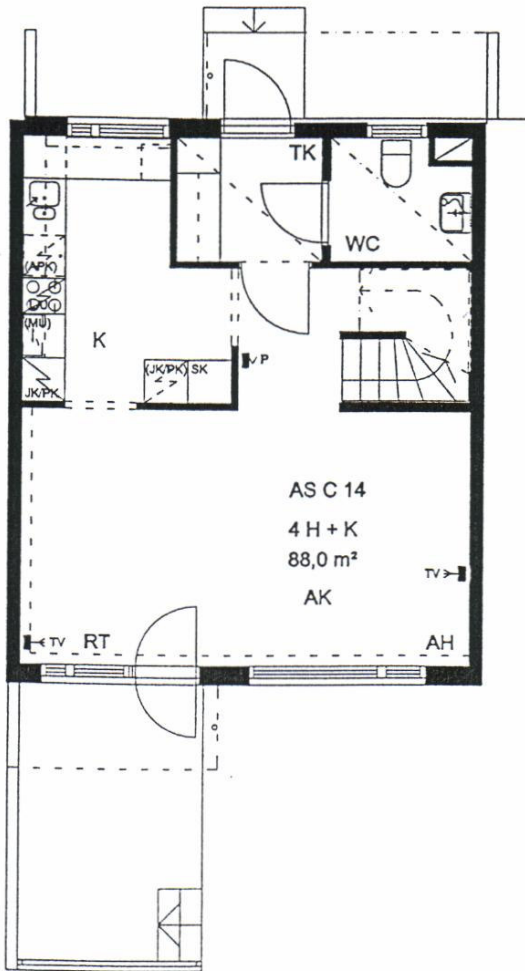 TK
WC
(APK)
(MU)
K
JK/PK
(JK/PK) SK
P
AS C 14
4 H + K
88,0 m²
TV
AK
TV RT AH